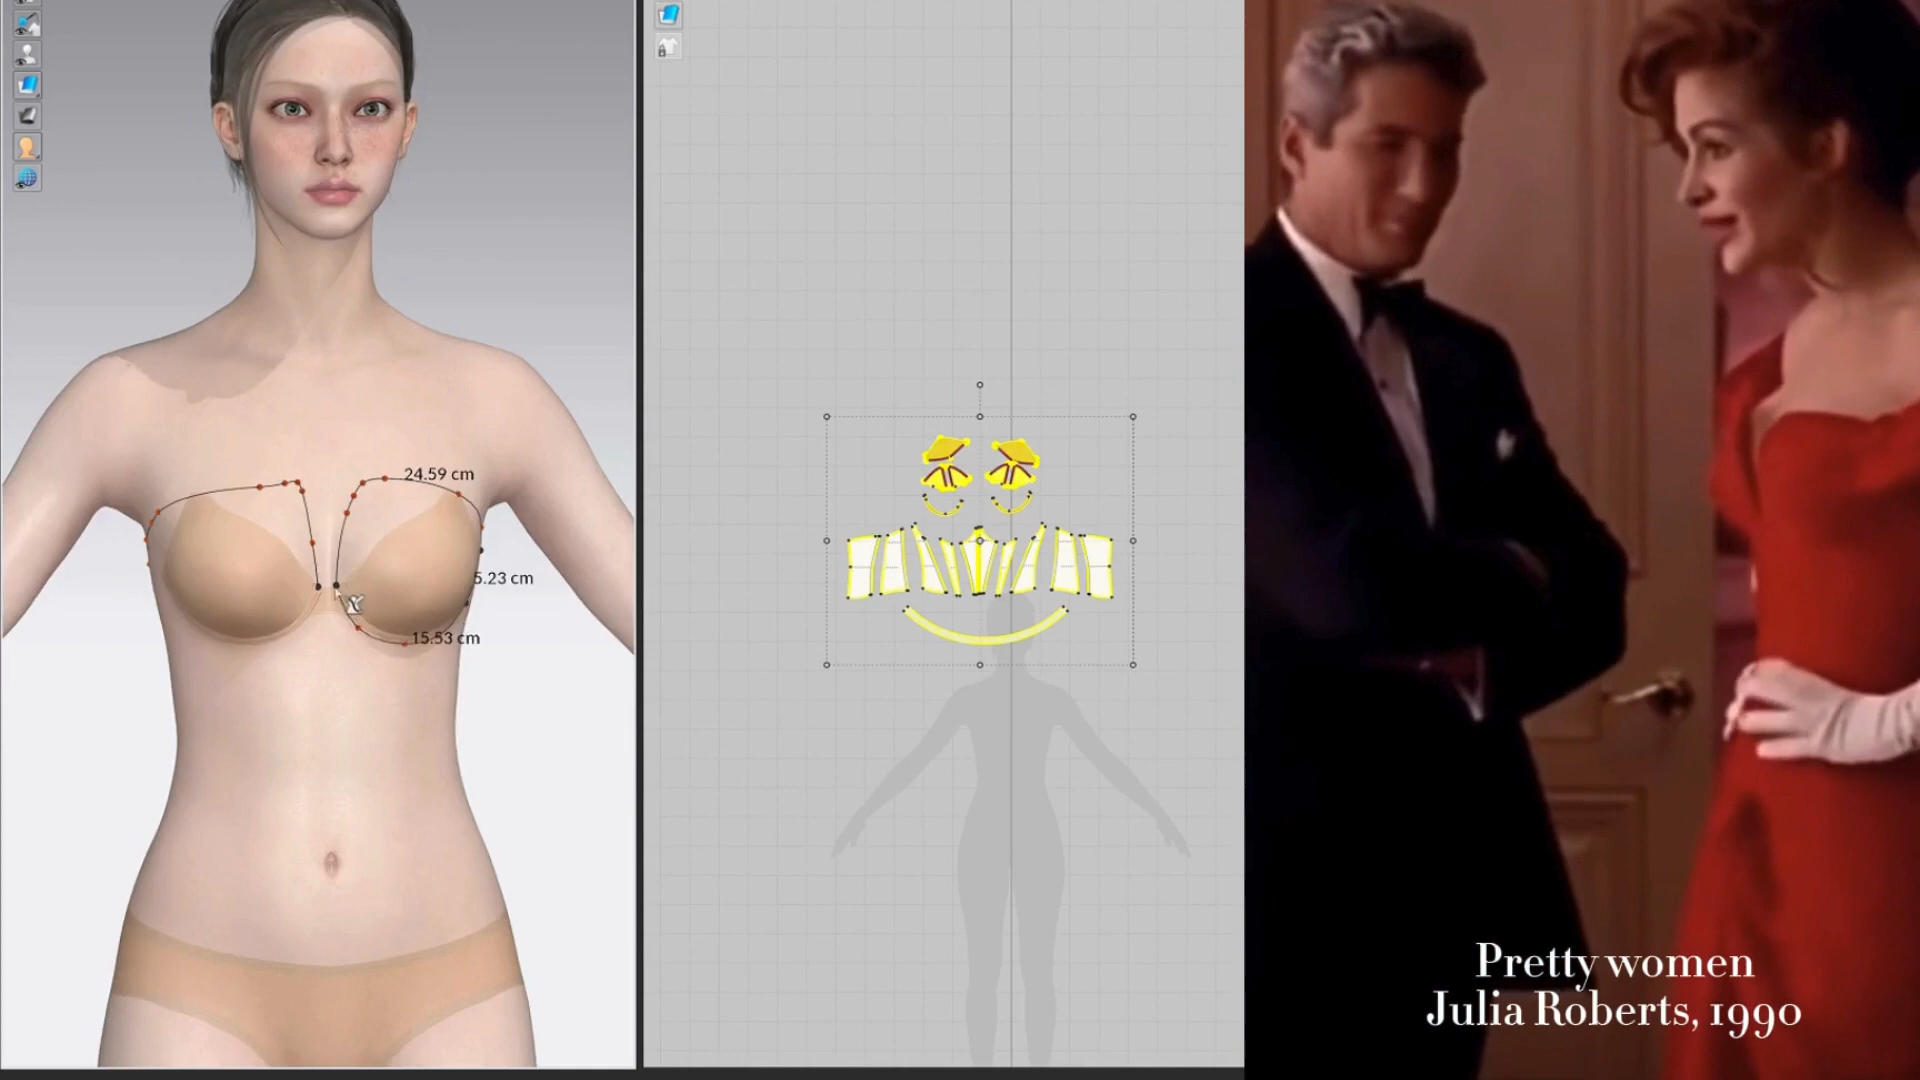 24.59 cm
5.23 cm
15.53 cm
Pretty women
Julia Roberts, 1990